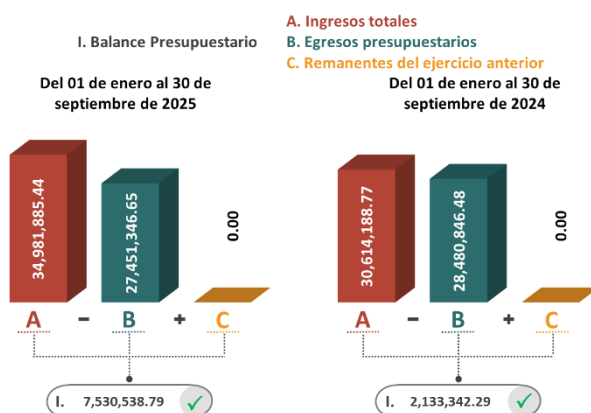 A. Ingresos totales
I. Balance Presupuestario
B. Egresos presupuestarios
C. Remanentes del ejercicio anterior
Del 01 de enero al 30 de
septiembre de 2025
34,981,885.44
27,451,346.65
0.00
A − B + C
I. 7,530,538.79
Del 01 de enero al 30 de
septiembre de 2024
30,614,188.77
28,480,846.48
0.00
A − B + C
I. 2,133,342.29